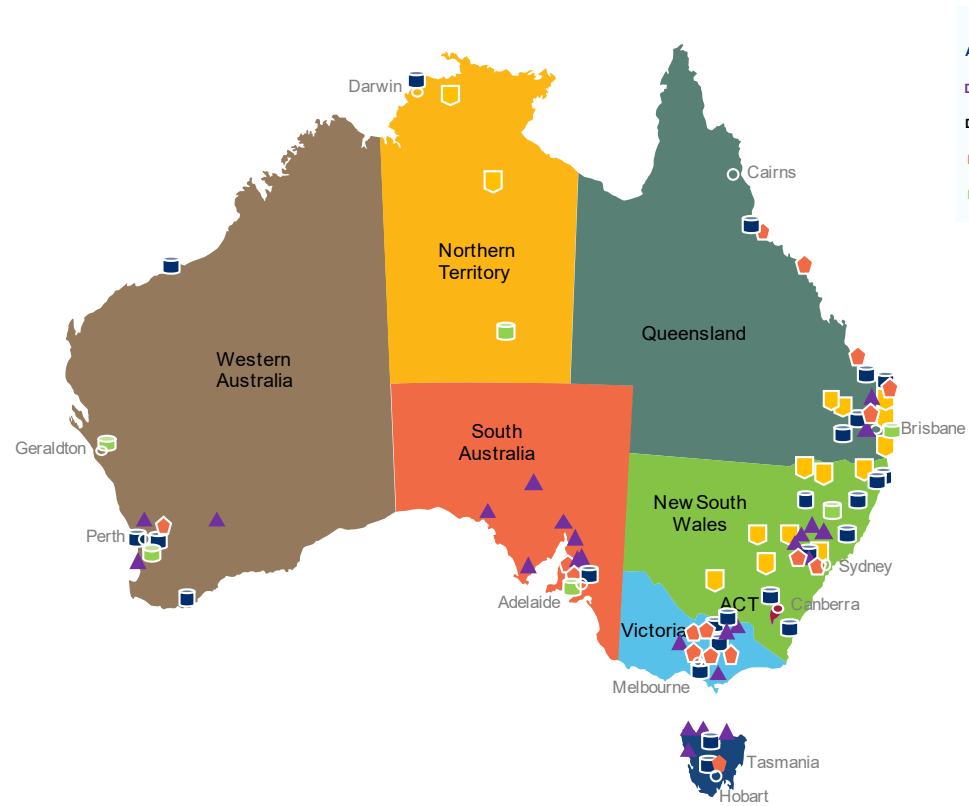 Darwin
Cairns
Northern
Territory
Queensland
Western
Australia
South
Australia
Geraldton
Brisbane
New South
Wales
Perth
Sydney
Adelaide
ACT
Canberra
Victoria
Melbourne
Tasmania
Hobart